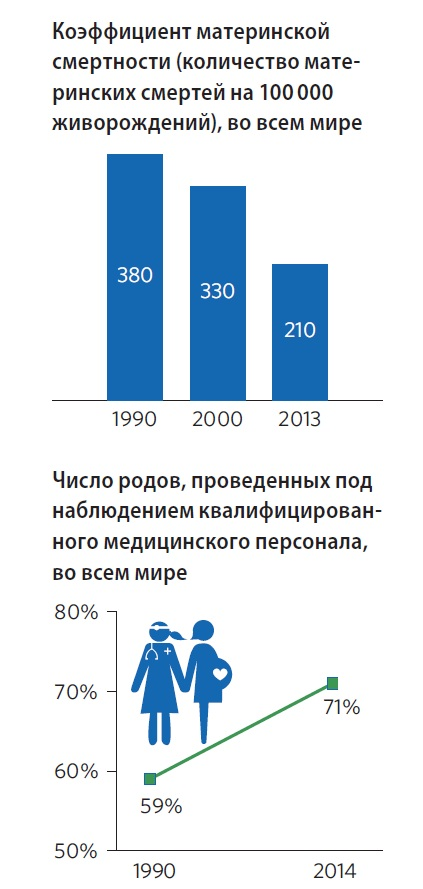 Коэффициент материнской
смертности (количество мате-
ринских смертей на 100 000
живорождений), во всем мире
380
330
210
1990 2000 2013
Число родов, проведенных под
наблюдением квалифицирован-
ного медицинского персонала,
во всем мире
80%
70%
71%
60%
59%
50%
1990 2014